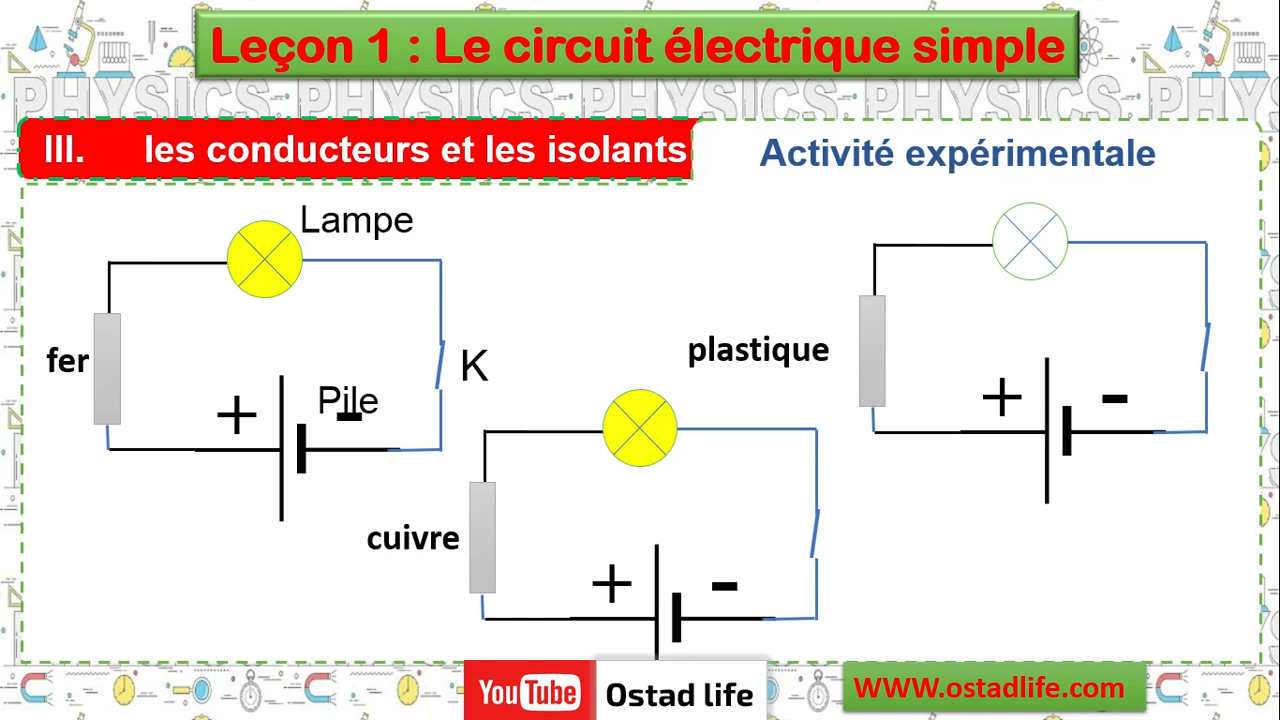 Leçon 1 : Le circuit électrique simple
PHYSICS PHYSICS PHYSICS PHYSICS
III. les conducteurs et les isolants
Activité expérimentale
Lampe
fer
K
+
Pile
-
plastique
+
-
cuivre
+
-
YouTube
Ostad life
WWW.ostadlife.com